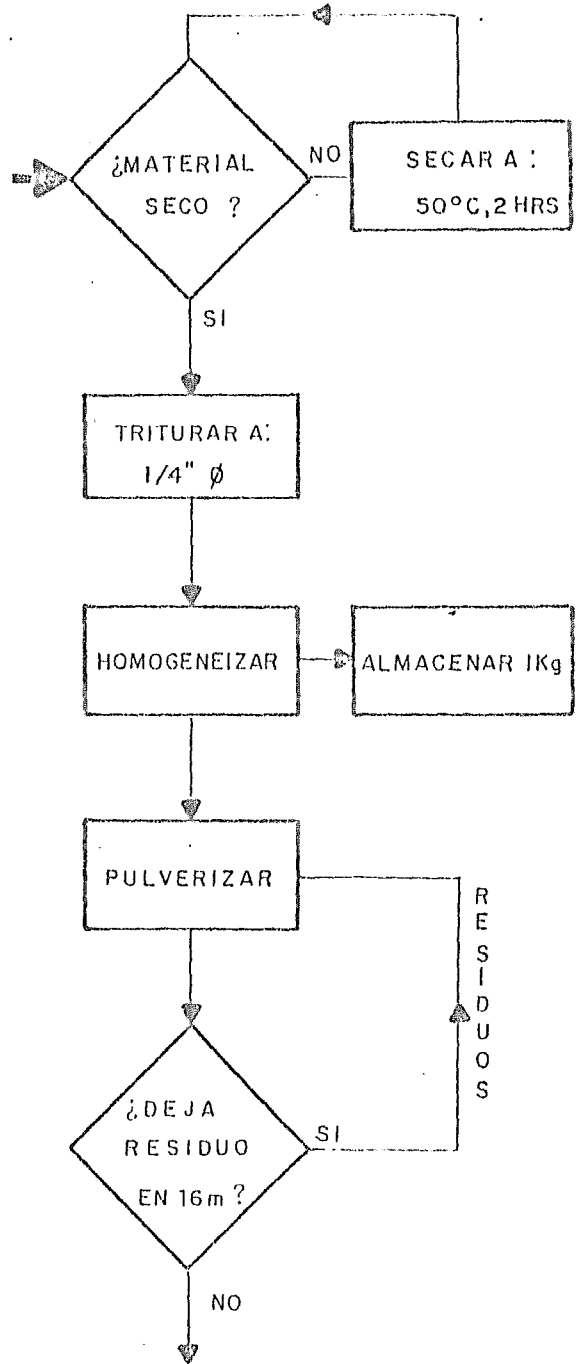 ¿MATERIAL
SECO ?
NO
SECAR A:
50°C, 2 HRS
SI
TRITURAR A:
1/4" Ø
HOMOGENEIZAR
ALMACENAR 1Kg
PULVERIZAR
RESIDUOS
¿DEJA
RESIDUO
EN 16m ?
SI
NO